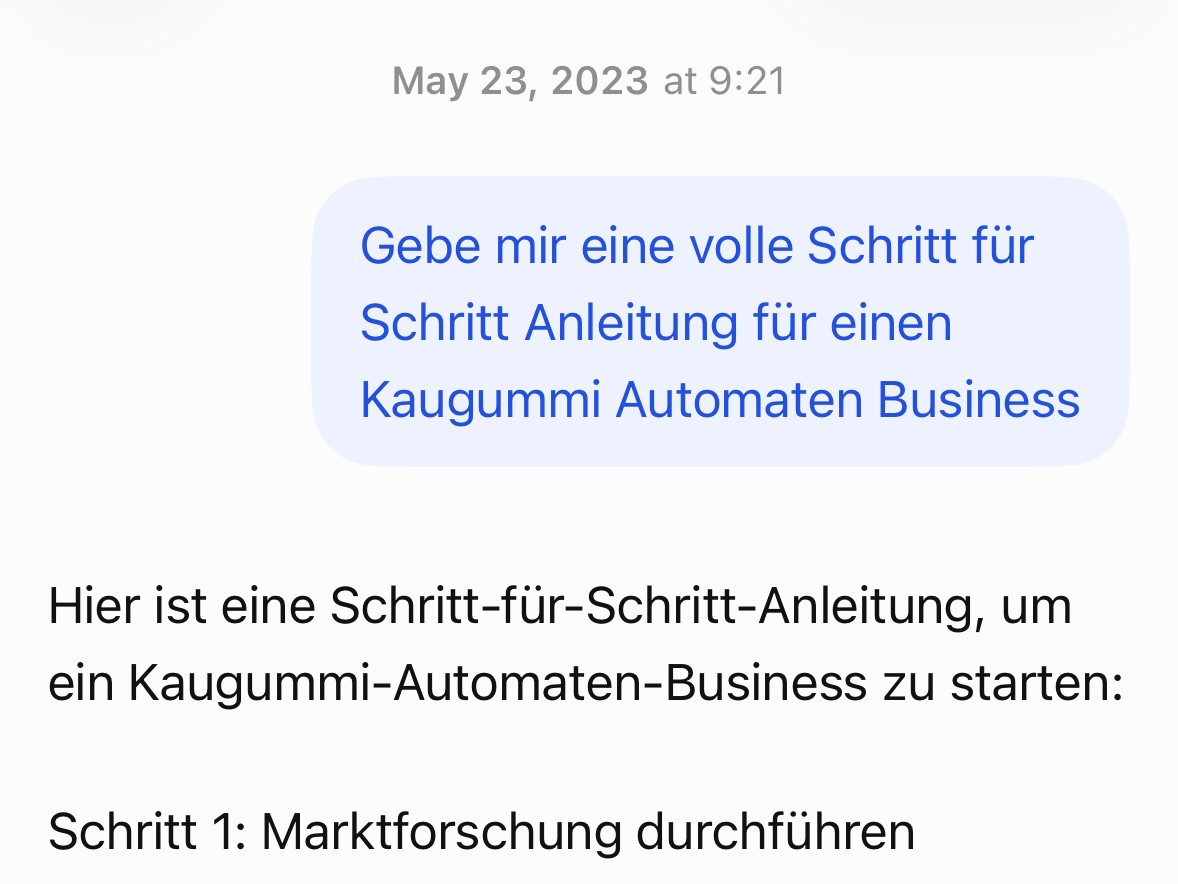 May 23, 2023 at 9:21
Gebe mir eine volle Schritt für
Schritt Anleitung für einen
Kaugummi Automaten Business
Hier ist eine Schritt-für-Schritt-Anleitung, um
ein Kaugummi-Automaten-Business zu starten:
Schritt 1: Marktforschung durchführen